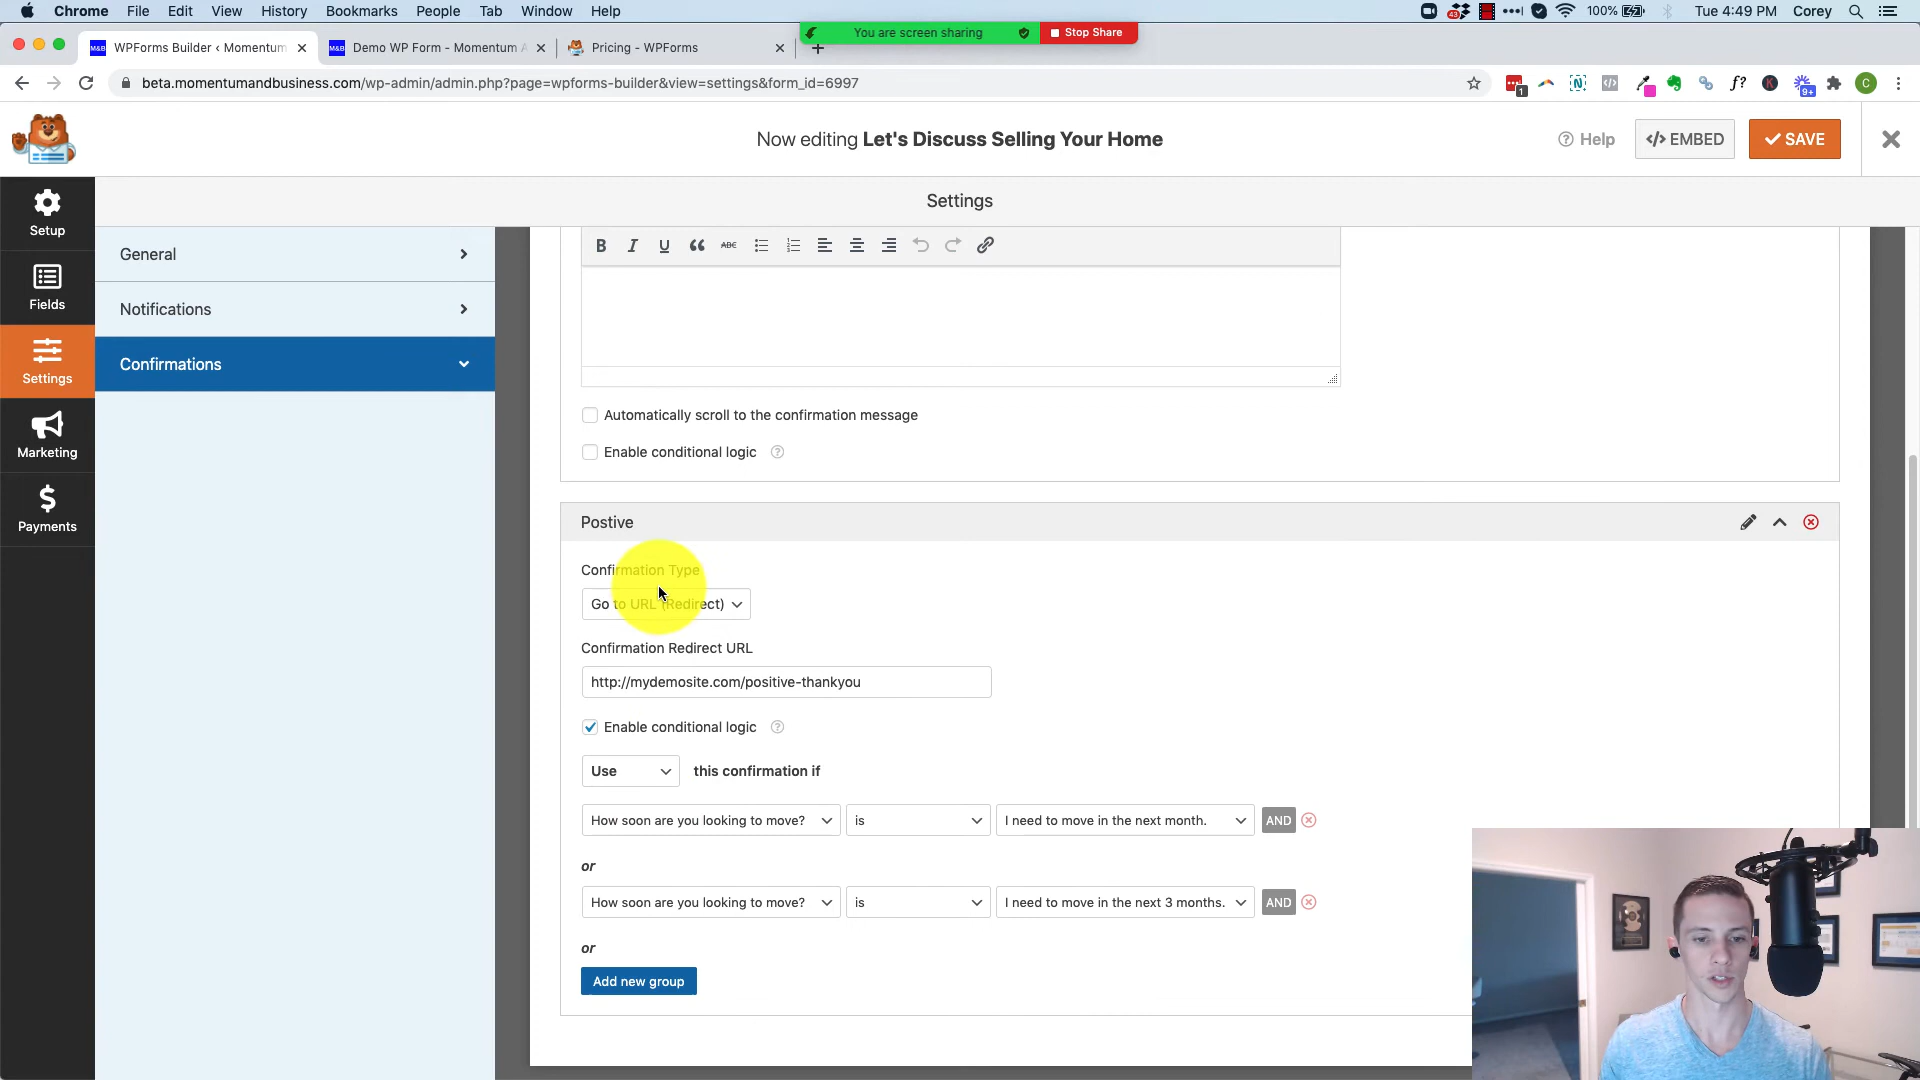 Chrome File Edit View History Bookmarks People Tab Window Help
43 100% Tue 4:49 PM Corey
You are screen sharing Stop Share
M&B WPForms Builder ‹ Momentum M&B Demo WP Form - Momentum A Pricing - WPForms
beta.momentumandbusiness.com/wp-admin/admin.php?page=wpforms-builder&view=settings&form_id=6997
1 N f? K 9+ C
Now editing Let's Discuss Selling Your Home
Help </> EMBED SAVE
Settings
Setup
Fields
Settings
Marketing
Payments
General
Notifications
Confirmations
B I U ABC
Automatically scroll to the confirmation message
Enable conditional logic
Postive
Confirmation Type
Go to URL (Redirect)
Confirmation Redirect URL
http://mydemosite.com/positive-thankyou
Enable conditional logic
Use this confirmation if
How soon are you looking to move? is I need to move in the next month. AND
or
How soon are you looking to move? is I need to move in the next 3 months. AND
or
Add new group